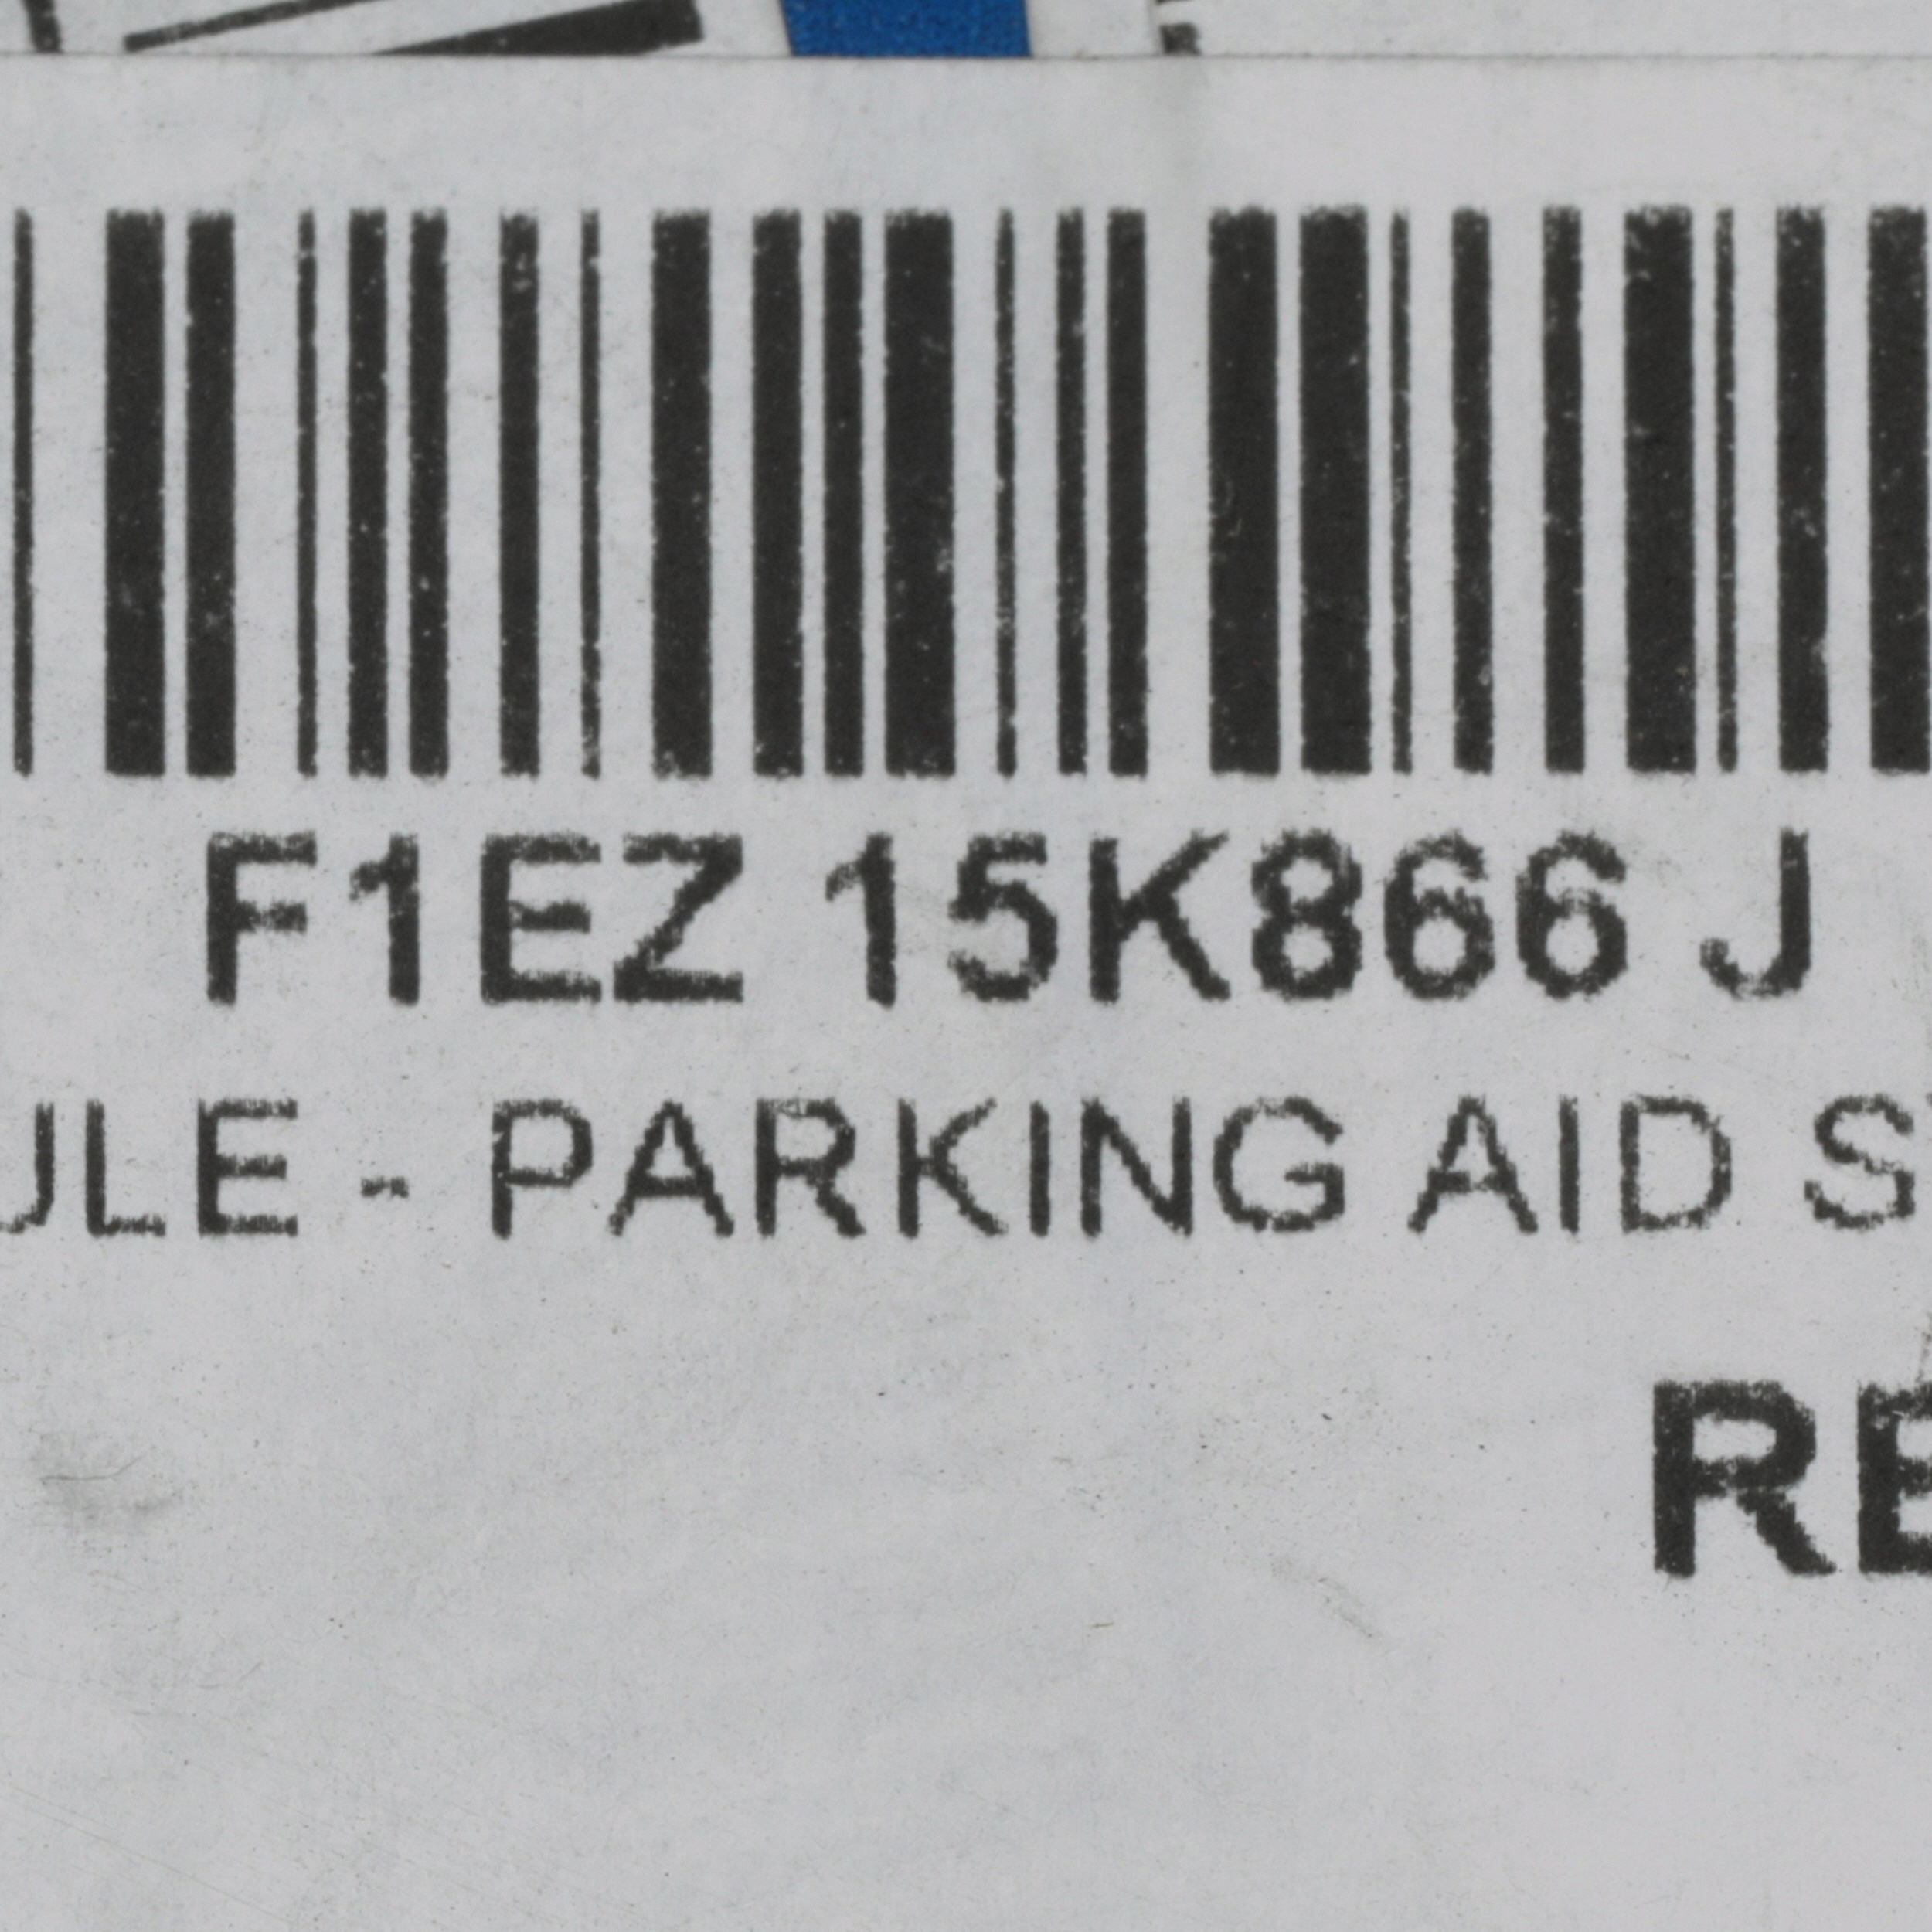 F1EZ 15K866 J
ULE - PARKING AID S
RE